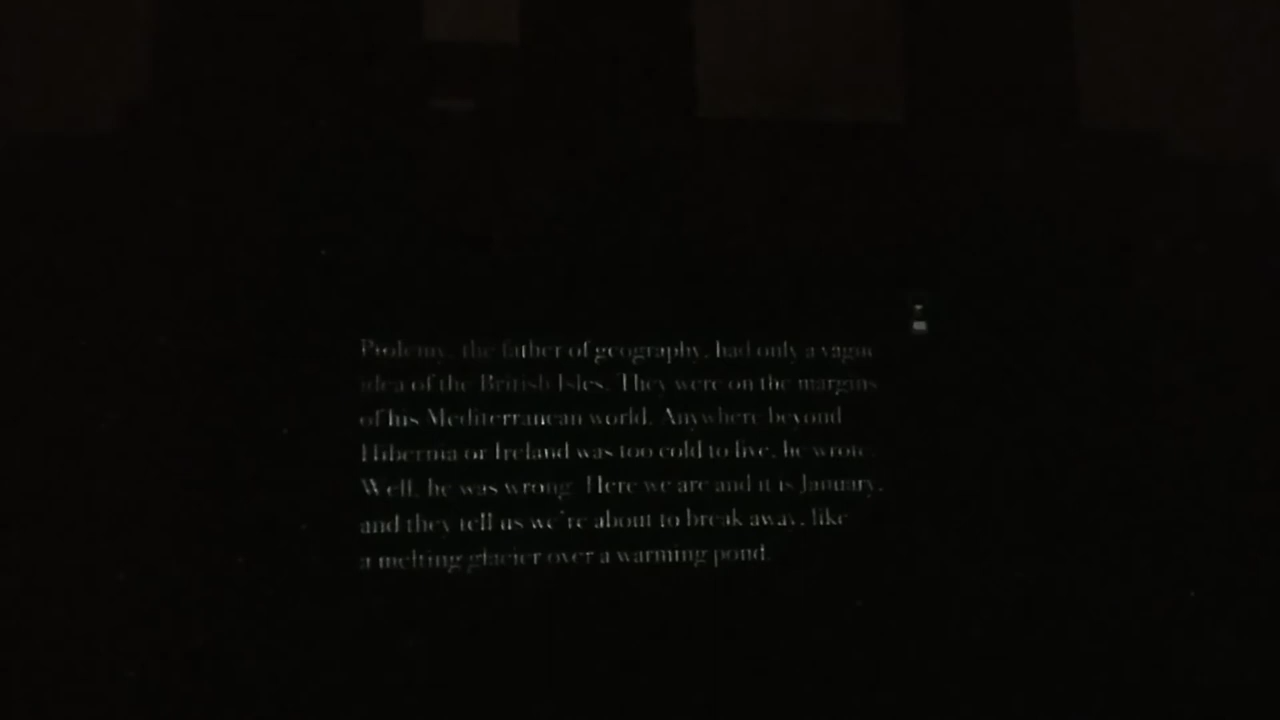 Ptolemy, the father of geography, had only a vague
idea of the British Isles. They were on the margins
of his Mediterranean world. Anywhere beyond
Hibernia or Ireland was too cold to live, he wrote.
Well, he was wrong. Here we are and it is January,
and they tell us we're about to break away, like
a melting glacier over a warming pond.